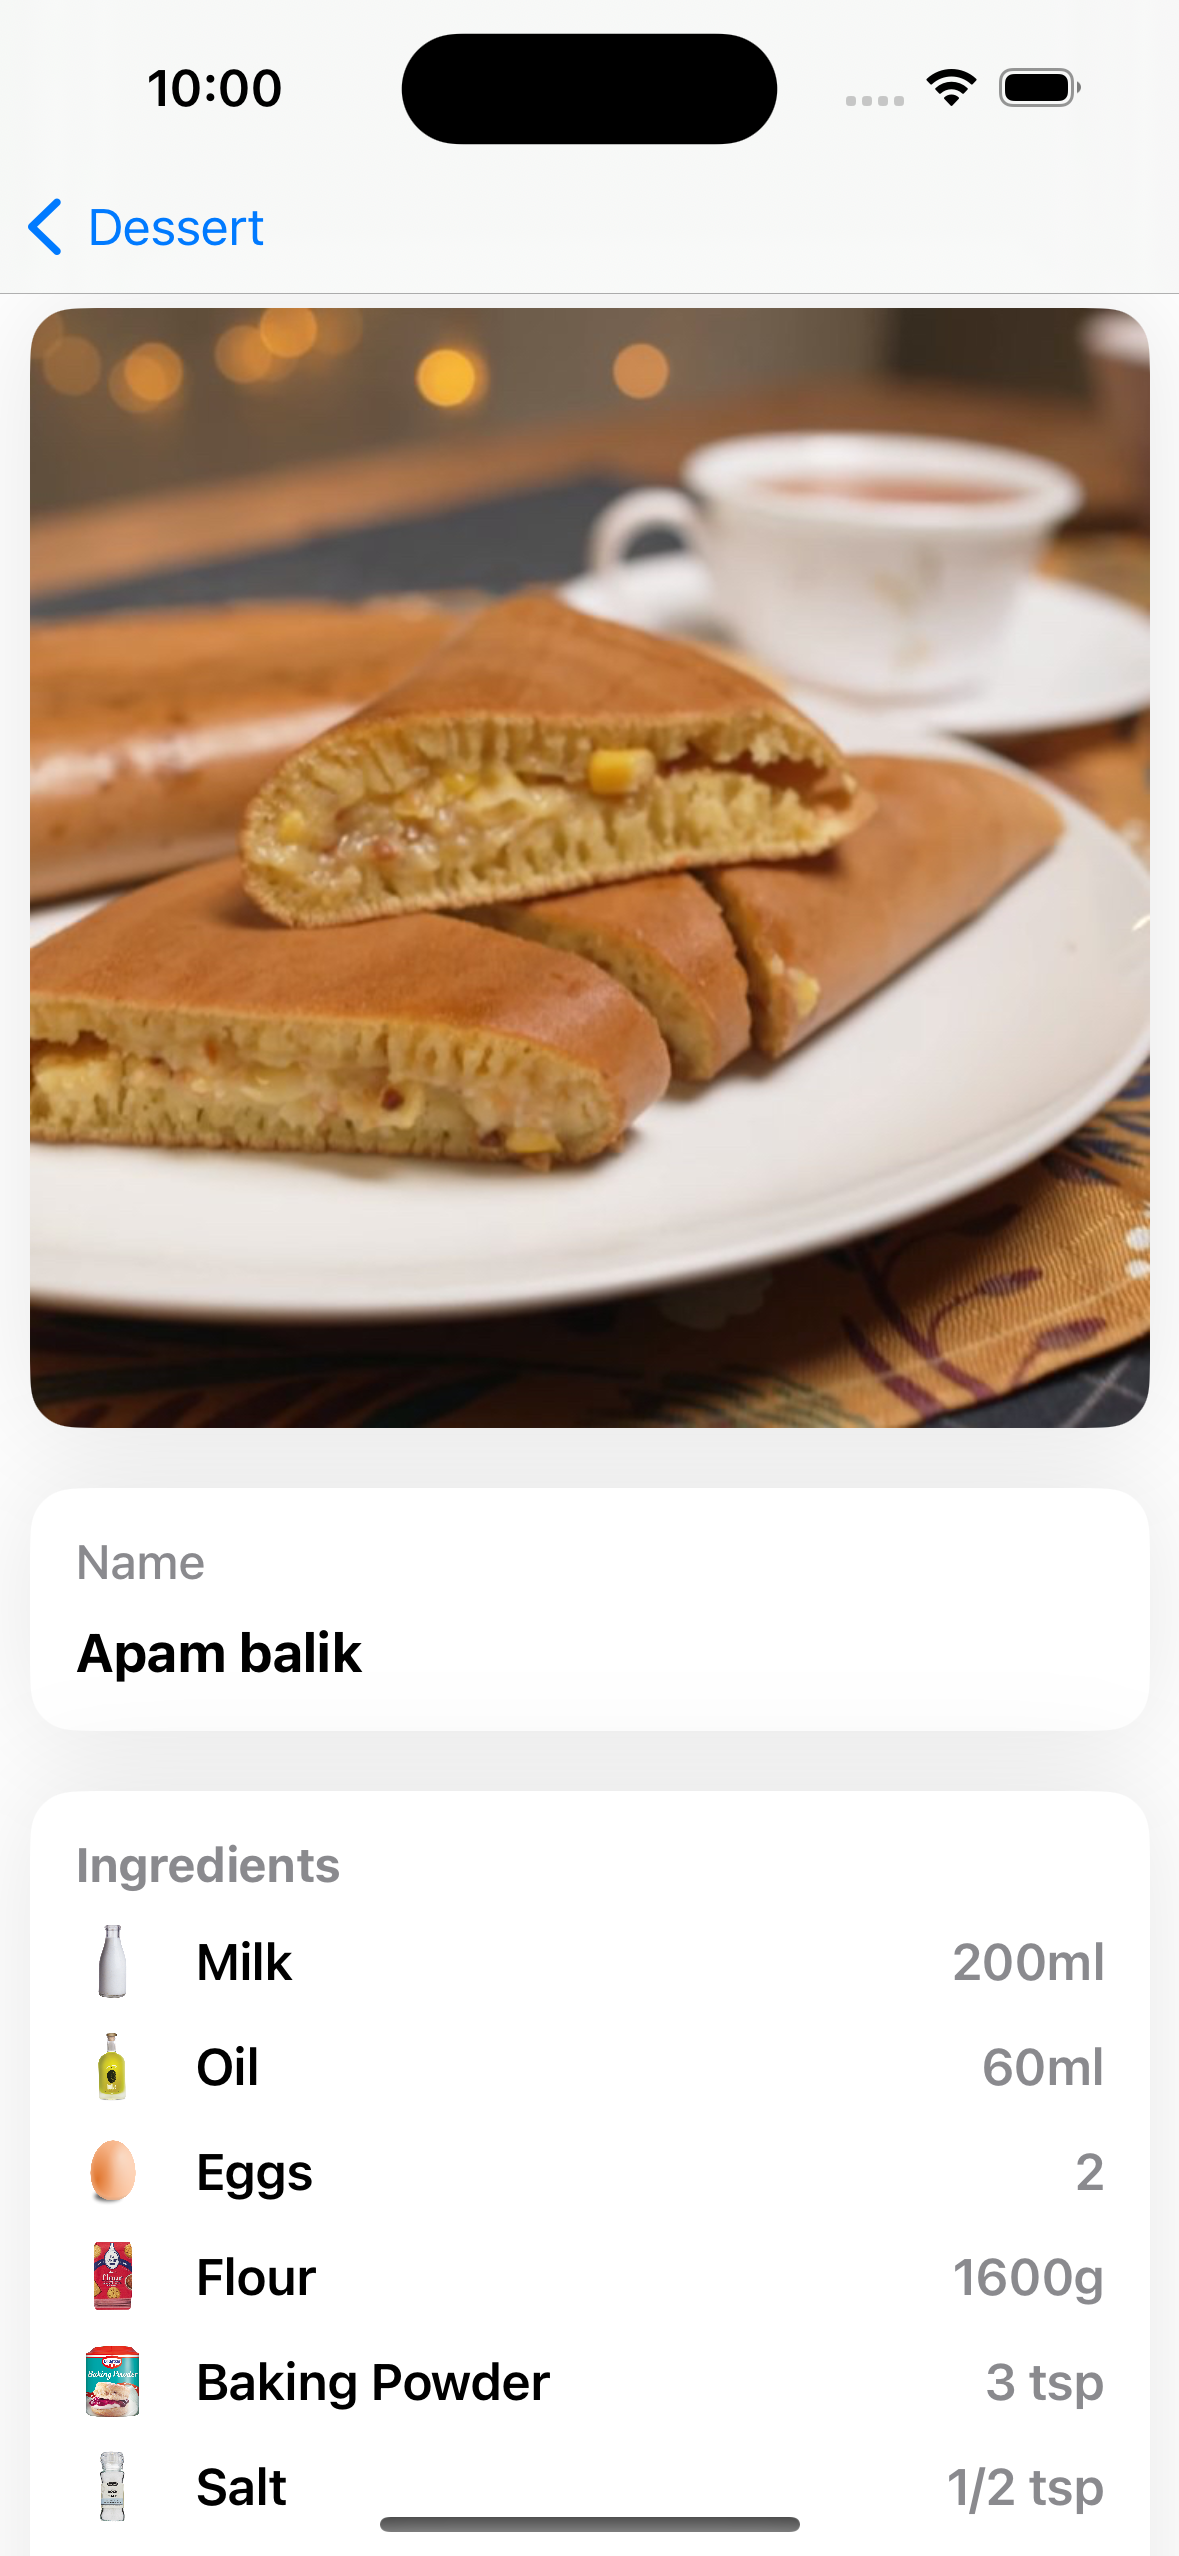 10:00
Dessert
Name
Apam balik
Ingredients
Milk 200ml
Oil 60ml
Eggs 2
Flour 1600g
Baking Powder 3 tsp
Salt 1/2 tsp